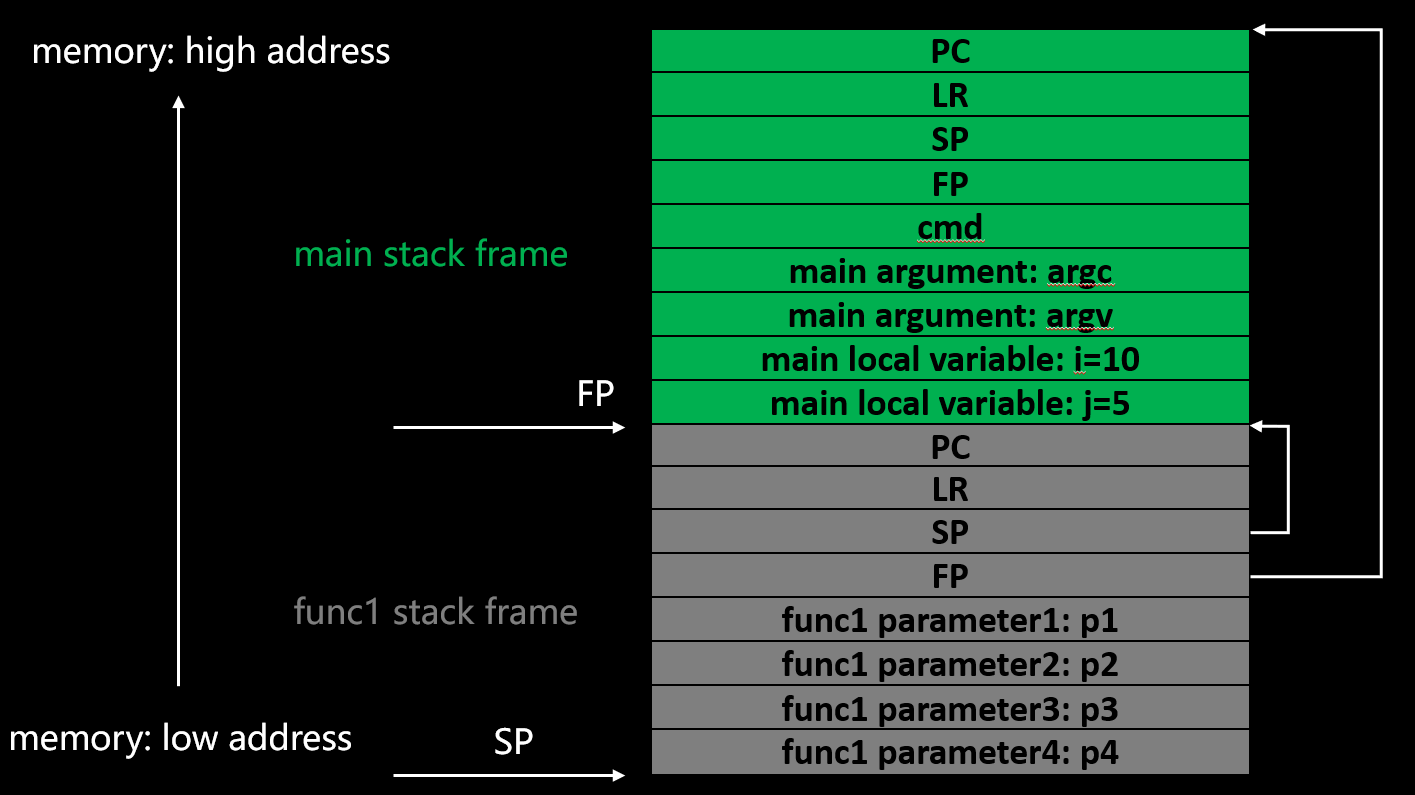 memory: high address
PC
LR
SP
FP
cmd
main stack frame
main argument: argc
main argument: argv
main local variable: i=10
FP
main local variable: j=5
PC
LR
SP
FP
func1 stack frame
func1 parameter1: p1
func1 parameter2: p2
func1 parameter3: p3
memory: low address
SP
func1 parameter4: p4